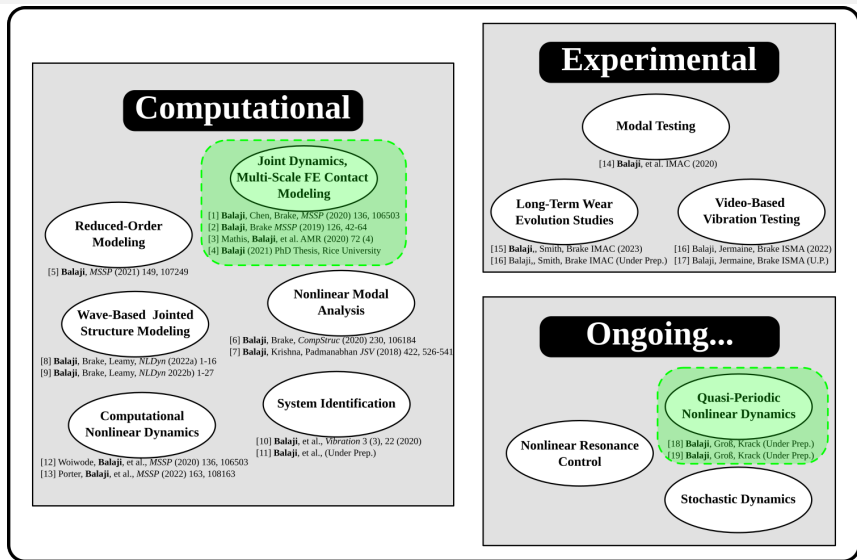 Computational
Joint Dynamics,
Multi-Scale FE Contact
Modeling
[1] Balaji, Chen, Brake, MSSP (2020) 136, 106503
[2] Balaji, Brake MSSP (2019) 126, 42-64
[3] Mathis, Balaji, et al. AMR (2020) 72 (4)
[4] Balaji (2021) PhD Thesis, Rice University
Reduced-Order
Modeling
[5] Balaji, MSSP (2021) 149, 107249
Nonlinear Modal
Analysis
[6] Balaji, Brake, CompStruc (2020) 230, 106184
[7] Balaji, Krishna, Padmanabhan JSV (2018) 422, 526-541
Wave-Based Jointed
Structure Modeling
[8] Balaji, Brake, Leamy, NLDyn (2022a) 1-16
[9] Balaji, Brake, Leamy, NLDyn 2022b) 1-27
System Identification
[10] Balaji, et al., Vibration 3 (3), 22 (2020)
[11] Balaji, et al., (Under Prep.)
Computational
Nonlinear Dynamics
[12] Woiwode, Balaji, et al., MSSP (2020) 136, 106503
[13] Porter, Balaji, et al., MSSP (2022) 163, 108163
Experimental
Modal Testing
[14] Balaji, et al. IMAC (2020)
Long-Term Wear
Evolution Studies
[15] Balaji,, Smith, Brake IMAC (2023)
[16] Balaji,, Smith, Brake IMAC (Under Prep.)
Video-Based
Vibration Testing
[16] Balaji, Jermaine, Brake ISMA (2022)
[17] Balaji, Jermaine, Brake ISMA (U.P.)
Ongoing...
Quasi-Periodic
Nonlinear Dynamics
[18] Balaji, Groß, Krack (Under Prep.)
[19] Balaji, Groß, Krack (Under Prep.)
Nonlinear Resonance
Control
Stochastic Dynamics